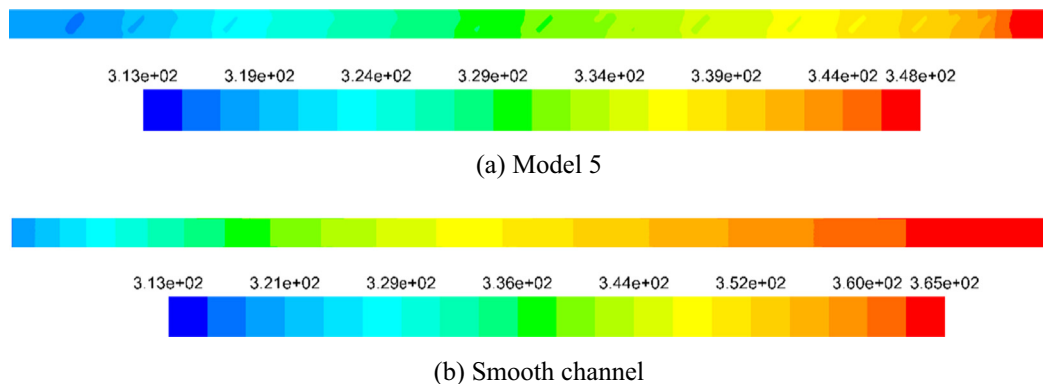 3.13e+02 3.19e+02 3.24e+02 3.29e+02 3.34e+02 3.39e+02 3.44e+02 3.48e+02
(a) Model 5
3.13e+02 3.21e+02 3.29e+02 3.36e+02 3.44e+02 3.52e+02 3.60e+02 3.65e+02
(b) Smooth channel